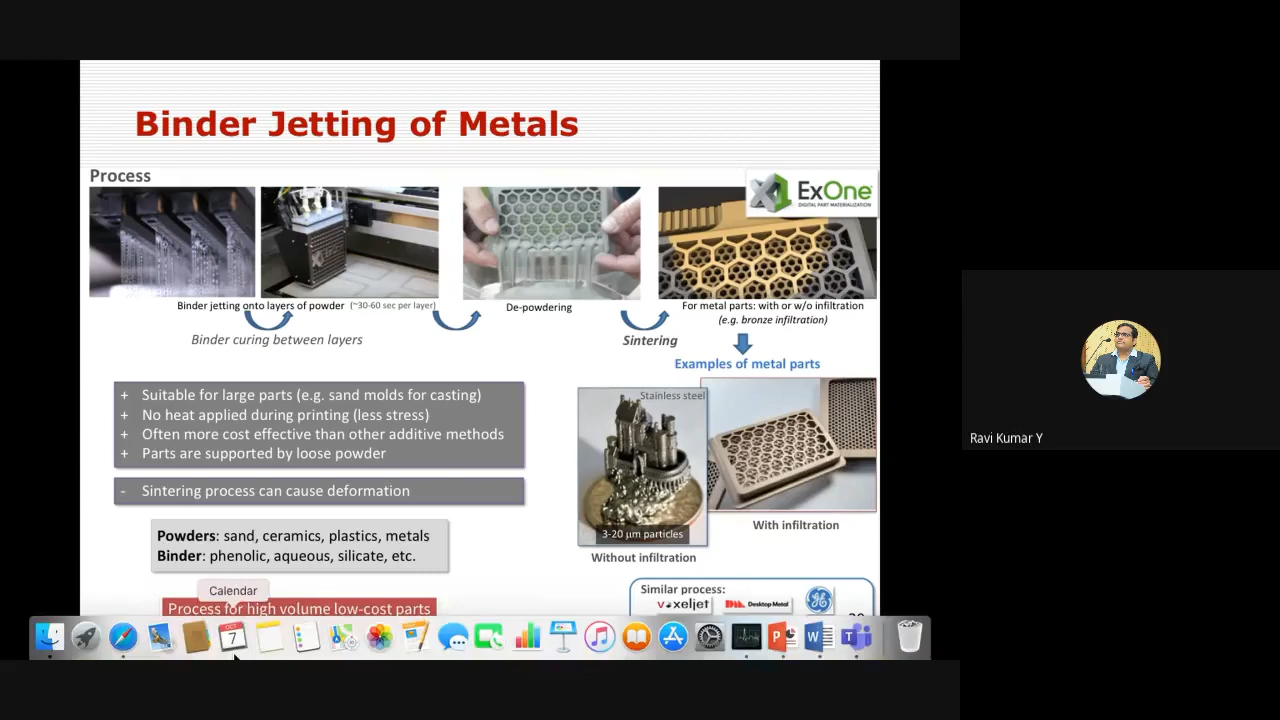 Binder Jetting of Metals
Process
ExOne
DIGITAL PART MATERIALIZATION
Binder jetting onto layers of powder (~30-60 sec per layer)
De-powdering
For metal parts: with or w/o infiltration
(e.g. bronze infiltration)
Binder curing between layers
Sintering
Examples of metal parts
+ Suitable for large parts (e.g. sand molds for casting)
+ No heat applied during printing (less stress)
+ Often more cost effective than other additive methods
+ Parts are supported by loose powder
- Sintering process can cause deformation
Stainless steel
3-20 µm particles
With infiltration
Without infiltration
Powders: sand, ceramics, plastics, metals
Binder: phenolic, aqueous, silicate, etc.
Calendar
Process for high volume low-cost parts
Similar process:
voxeljet
Desktop Metal
OCT
7
Ravi Kumar Y